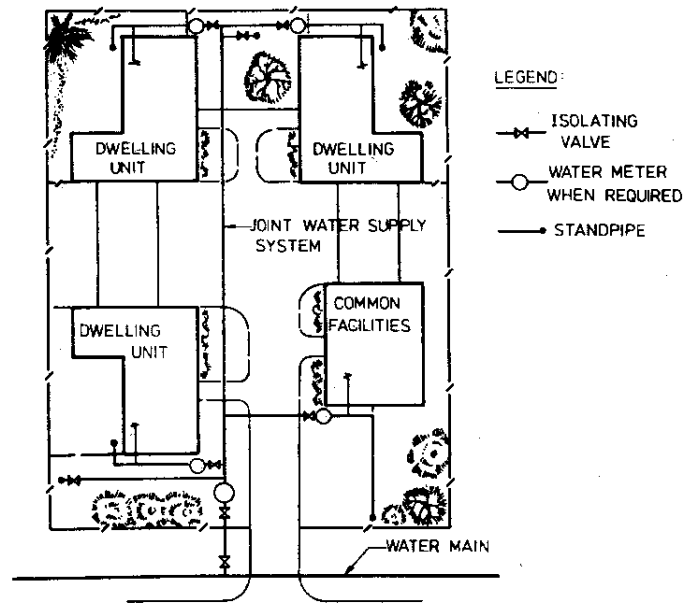 LEGEND:
ISOLATING
VALVE
WATER METER
WHEN REQUIRED
STANDPIPE
DWELLING
UNIT
DWELLING
UNIT
JOINT WATER SUPPLY
SYSTEM
DWELLING
UNIT
COMMON
FACILITIES
WATER MAIN